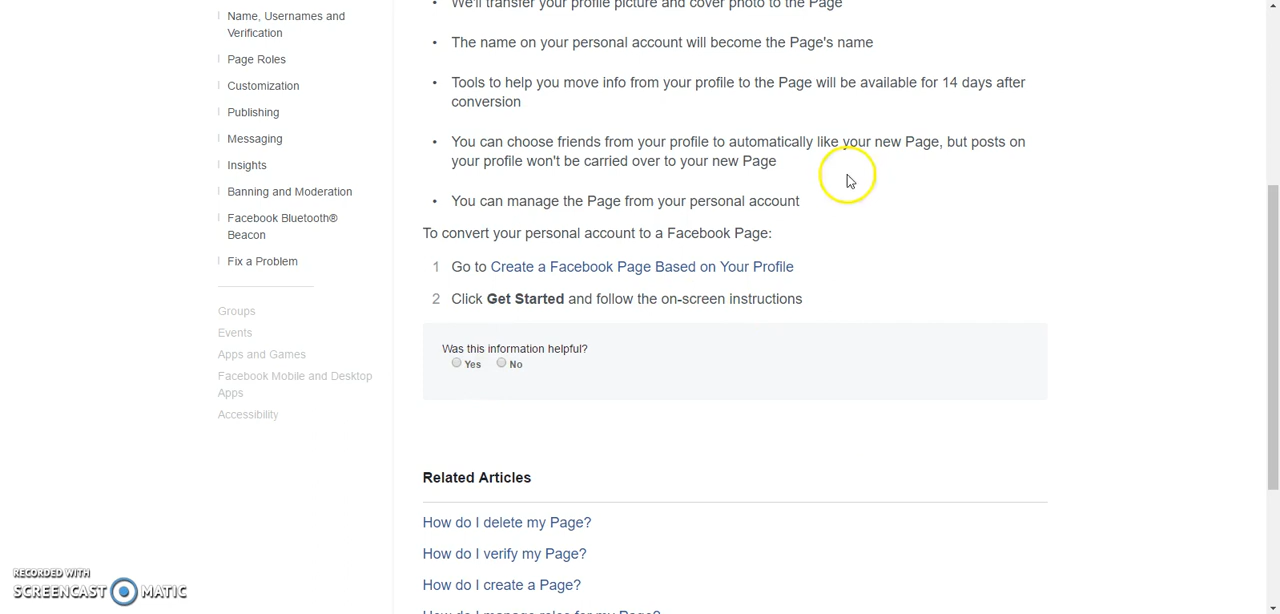 Name, Usernames and
Verification
Page Roles
Customization
Publishing
Messaging
Insights
Banning and Moderation
Facebook Bluetooth®
Beacon
Fix a Problem
Groups
Events
Apps and Games
Facebook Mobile and Desktop
Apps
Accessibility
• We'll transfer your profile picture and cover photo to the Page
• The name on your personal account will become the Page's name
• Tools to help you move info from your profile to the Page will be available for 14 days after
conversion
• You can choose friends from your profile to automatically like your new Page, but posts on
your profile won't be carried over to your new Page
• You can manage the Page from your personal account
To convert your personal account to a Facebook Page:
1 Go to Create a Facebook Page Based on Your Profile
2 Click Get Started and follow the on-screen instructions
Was this information helpful?
Yes No
Related Articles
How do I delete my Page?
How do I verify my Page?
How do I create a Page?
How do I manage roles for my Page?
RECORDED WITH
SCREENCAST MATIC